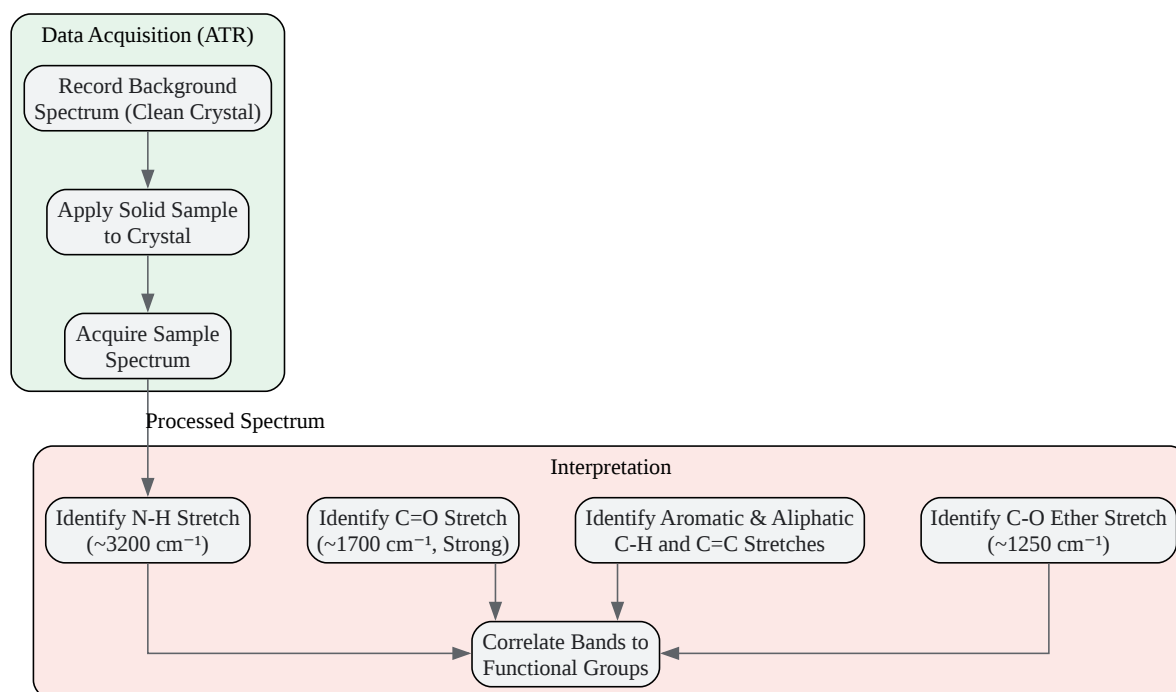 Data Acquisition (ATR)
Record Background
Spectrum (Clean Crystal)
Apply Solid Sample
to Crystal
Acquire Sample
Spectrum
Processed Spectrum
Interpretation
Identify N-H Stretch
(~3200 cm⁻¹)
Identify C=O Stretch
(~1700 cm⁻¹, Strong)
Identify Aromatic & Aliphatic
C-H and C=C Stretches
Identify C-O Ether Stretch
(~1250 cm⁻¹)
Correlate Bands to
Functional Groups